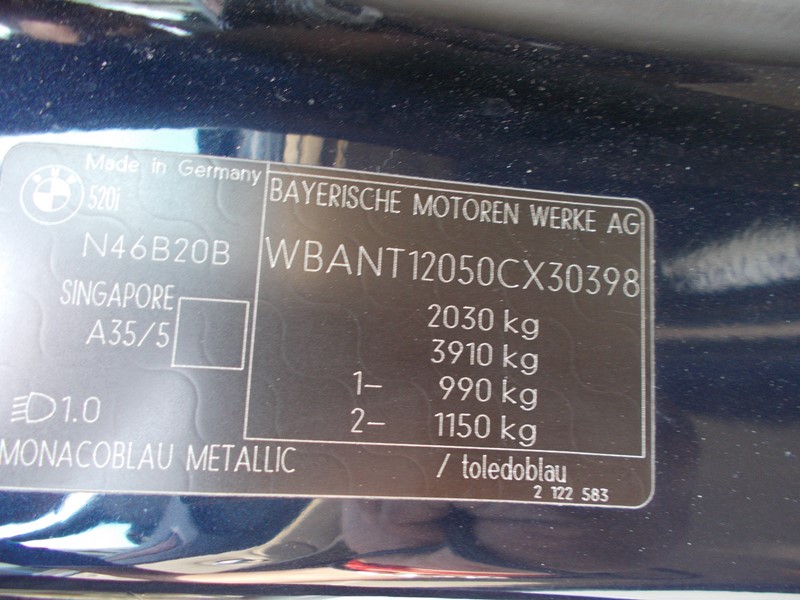 BMW
Made in Germany
520i
BAYERISCHE MOTOREN WERKE AG
N46B20B
WBANT12050CX30398
SINGAPORE
A35/5
2030 kg
3910 kg
1- 990 kg
2- 1150 kg
1.0
MONACOBLAU METALLIC / toledoblau
2 122 583